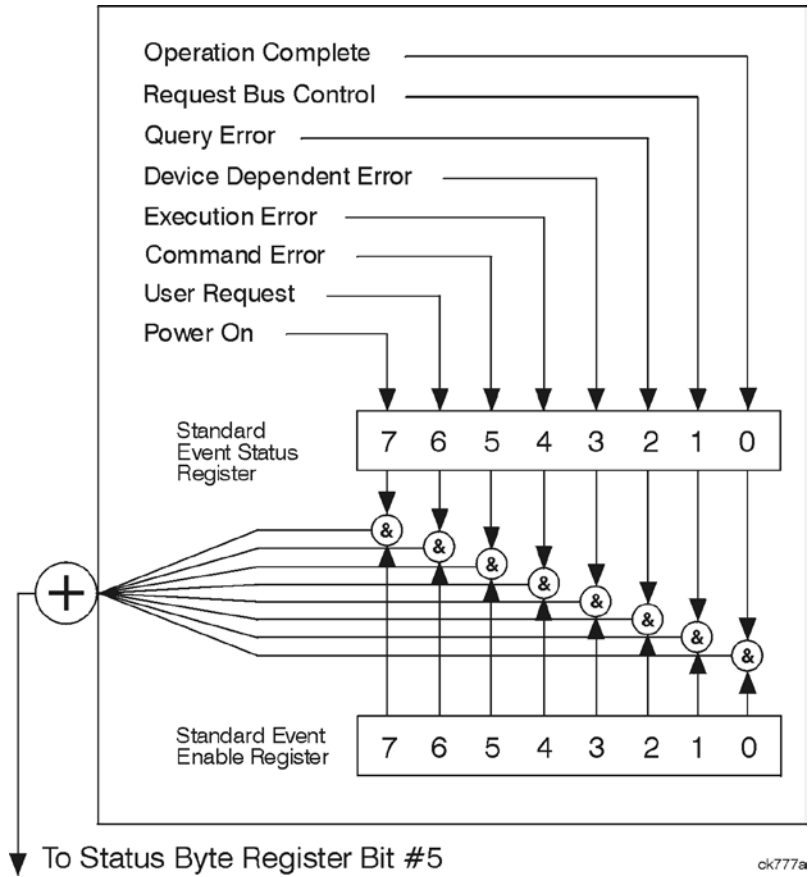 Operation Complete
Request Bus Control
Query Error
Device Dependent Error
Execution Error
Command Error
User Request
Power On
Standard
Event Status
Register
7 6 5 4 3 2 1 0
&
&
&
&
&
&
&
&
+
Standard Event
Enable Register
7 6 5 4 3 2 1 0
To Status Byte Register Bit #5
ck777a